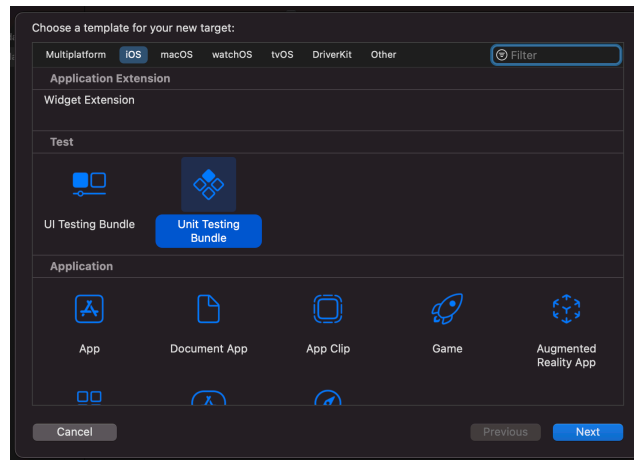 Choose a template for your new target:
Multiplatform iOS macOS watchOS tvOS DriverKit Other Filter
Application Extension
Widget Extension
Test
UI Testing Bundle
Unit Testing
Bundle
Application
App Document App App Clip Game Augmented
Reality App
Cancel Previous Next